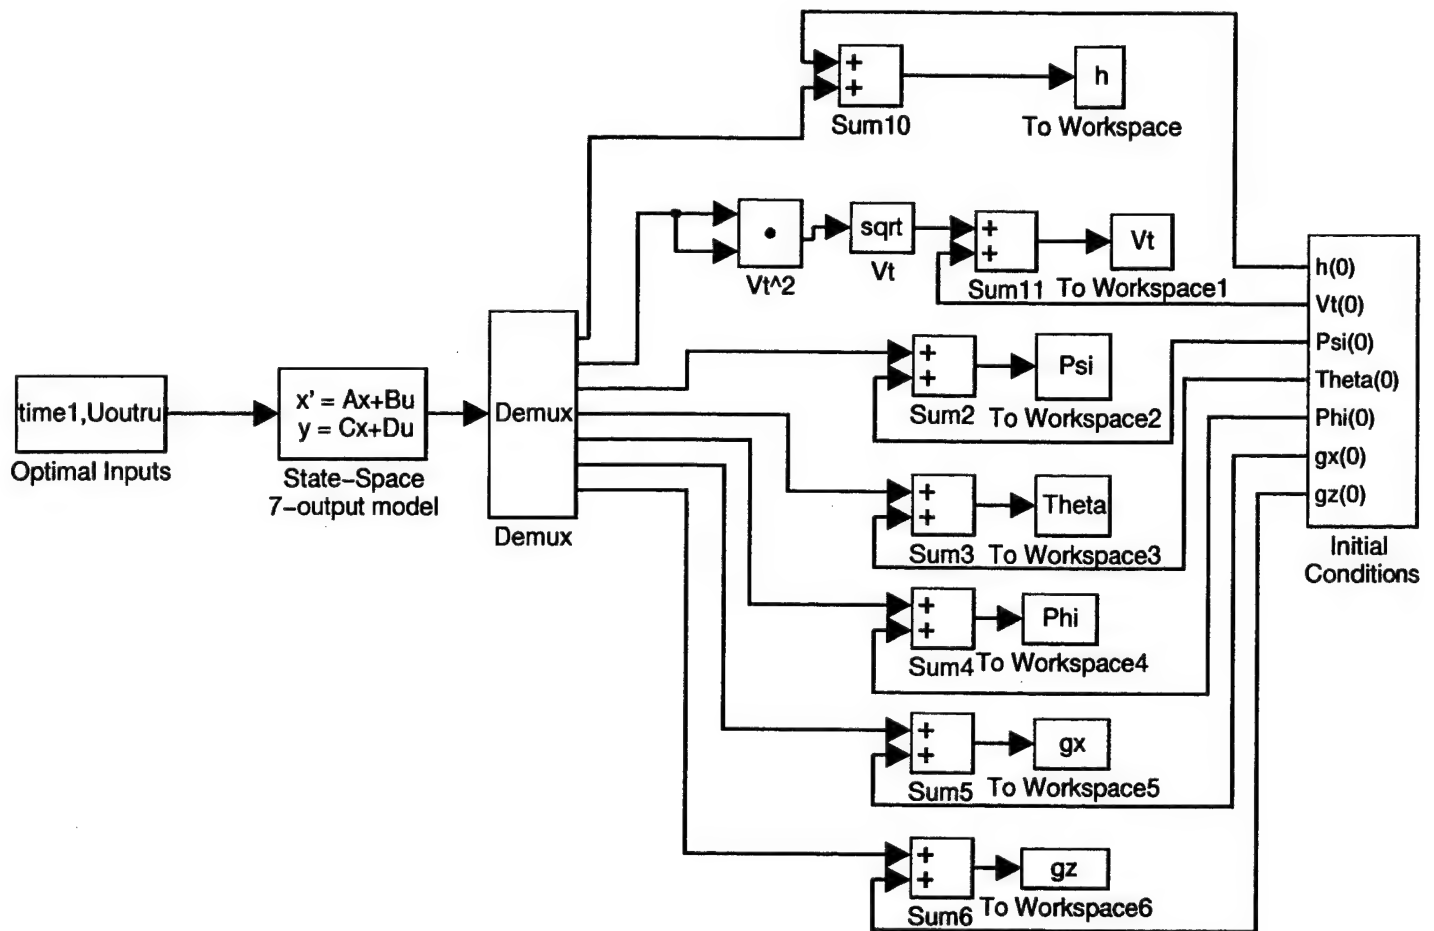 +
+
Sum10
h
To Workspace
•
Vt^2
sqrt
Vt
+
+
Sum11
Vt
To Workspace1
h(0)
Vt(0)
Psi(0)
Theta(0)
Phi(0)
gx(0)
gz(0)
Initial
Conditions
time1,Uoutru
Optimal Inputs
x' = Ax+Bu
y = Cx+Du
State-Space
7-output model
Demux
Demux
+
+
Sum2
Psi
To Workspace2
+
+
Sum3
Theta
To Workspace3
+
+
Sum4
Phi
To Workspace4
+
+
Sum5
gx
To Workspace5
+
+
Sum6
gz
To Workspace6